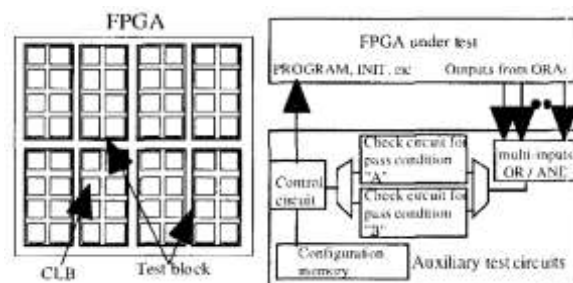 FPGA
CLB
Test block
FPGA under test
PROGRAM, INIT, etc
Outputs from ORAs
Check circuit for
pass condition
"A"
Check circuit for
pass condition
"B"
multi-inputs
OR / AND
Control
circuit
Configuration
memory
Auxiliary test circuits